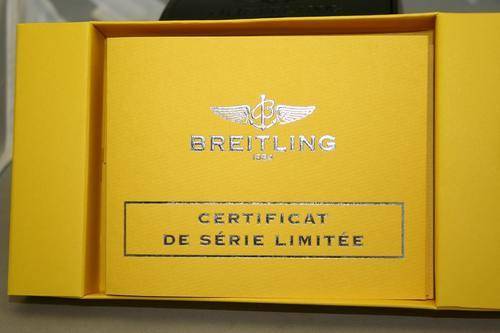 B
BREITLING
1884
CERTIFICAT
DE SÉRIE LIMITÉE